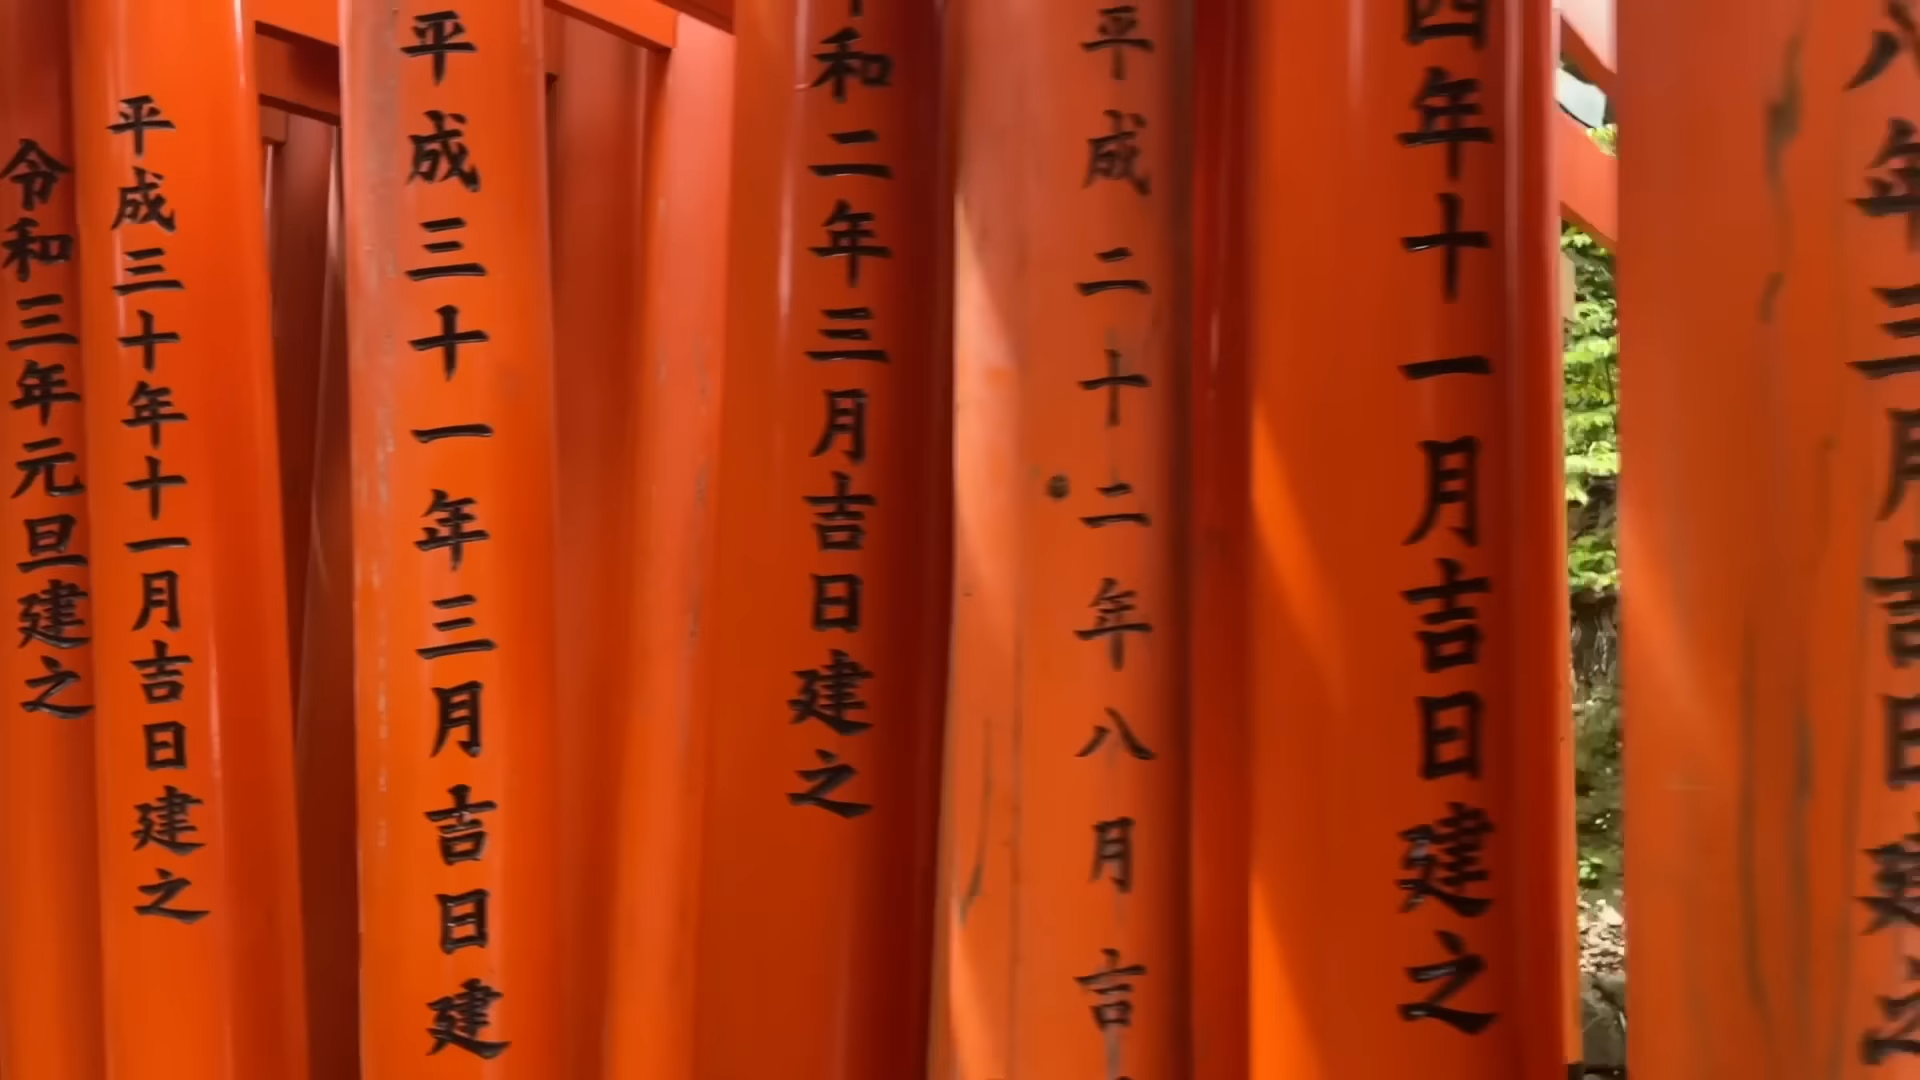 令和三年元旦建之
平成三十年十一月吉日建之
平成三十一年三月吉日建
和二年三月吉日建之
平成二十二年八月吉
四年十一月吉日建之
八年三月吉日建之